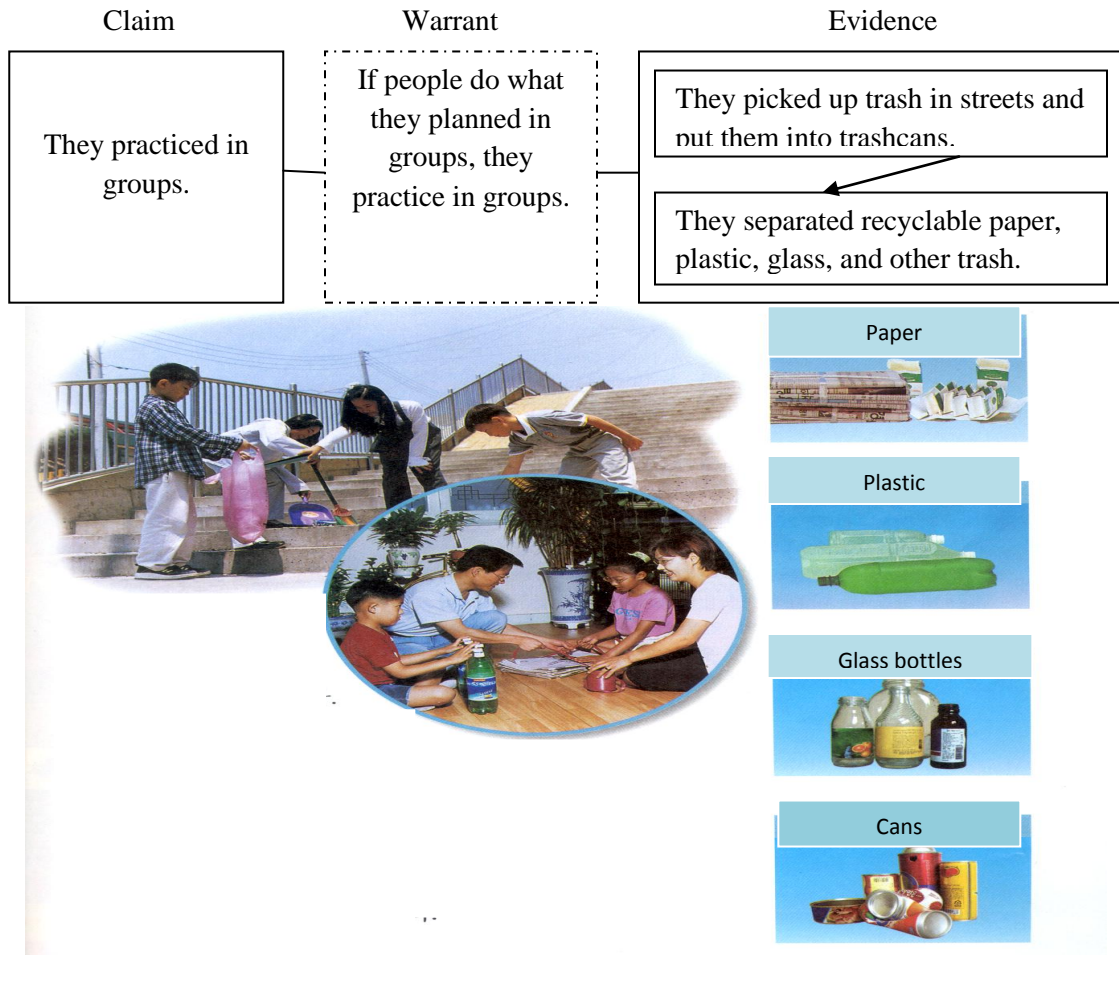 Claim
Warrant
Evidence
They practiced in
groups.
If people do what
they planned in
groups, they
practice in groups.
They picked up trash in streets and
put them into trashcans.
They separated recyclable paper,
plastic, glass, and other trash.
Paper
Plastic
Glass bottles
Cans